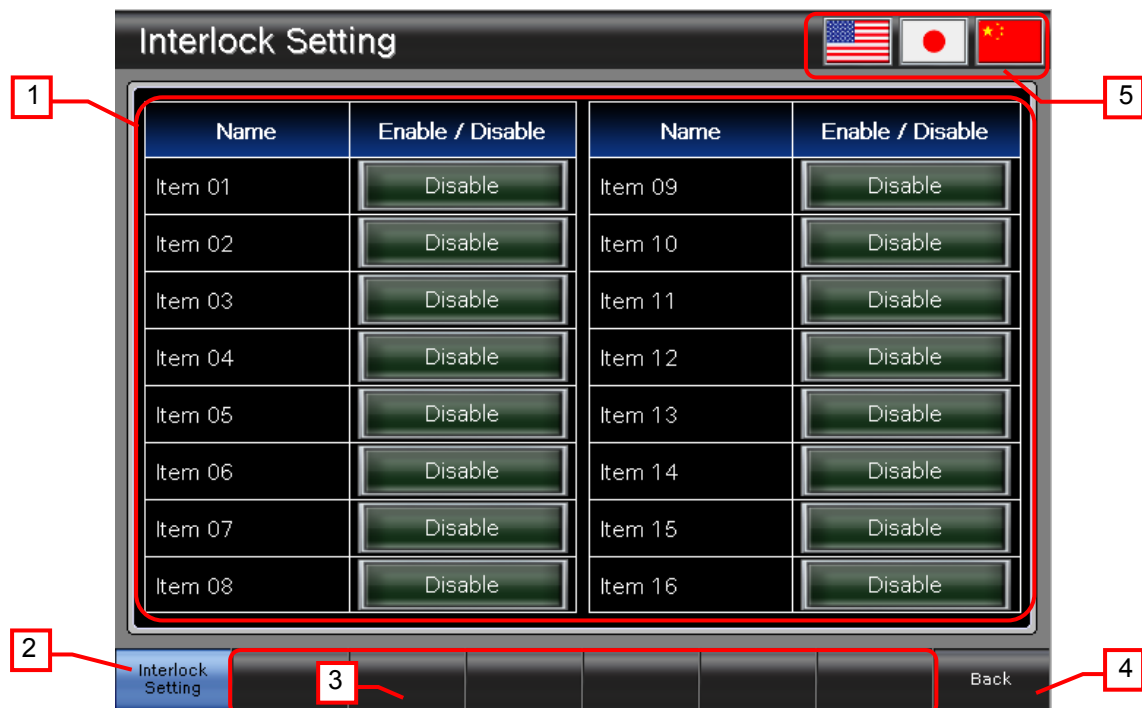 Interlock Setting
1
5
Name Enable / Disable Name Enable / Disable
Item 01 Disable Item 09 Disable
Item 02 Disable Item 10 Disable
Item 03 Disable Item 11 Disable
Item 04 Disable Item 12 Disable
Item 05 Disable Item 13 Disable
Item 06 Disable Item 14 Disable
Item 07 Disable Item 15 Disable
Item 08 Disable Item 16 Disable
2
Interlock
Setting
3
Back
4